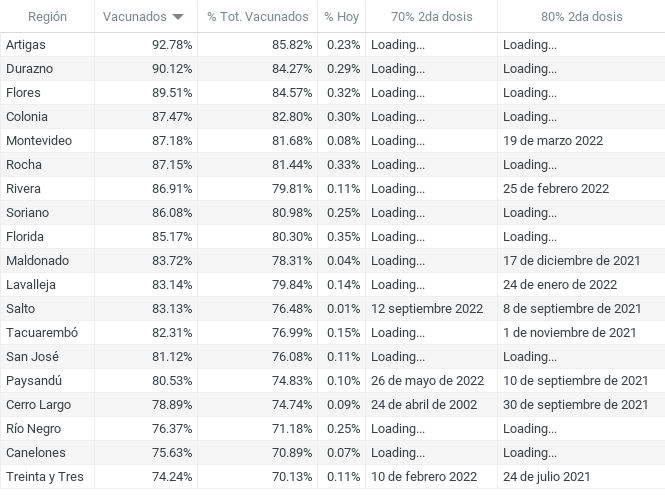 Región Vacunados % Tot. Vacunados % Hoy 70% 2da dosis 80% 2da dosis
Artigas 92.78% 85.82% 0.23% Loading... Loading...
Durazno 90.12% 84.27% 0.29% Loading... Loading...
Flores 89.51% 84.57% 0.32% Loading... Loading...
Colonia 87.47% 82.80% 0.30% Loading... Loading...
Montevideo 87.18% 81.68% 0.08% Loading... 19 de marzo 2022
Rocha 87.15% 81.44% 0.33% Loading... Loading...
Rivera 86.91% 79.81% 0.11% Loading... 25 de febrero 2022
Soriano 86.08% 80.98% 0.25% Loading... Loading...
Florida 85.17% 80.30% 0.35% Loading... Loading...
Maldonado 83.72% 78.31% 0.04% Loading... 17 de diciembre de 2021
Lavalleja 83.14% 79.84% 0.14% Loading... 24 de enero de 2022
Salto 83.13% 76.48% 0.01% 12 septiembre 2022 8 de septiembre de 2021
Tacuarembó 82.31% 76.99% 0.15% Loading... 1 de noviembre de 2021
San José 81.12% 76.08% 0.11% Loading... Loading...
Paysandú 80.53% 74.83% 0.10% 26 de mayo de 2022 10 de septiembre de 2021
Cerro Largo 78.89% 74.74% 0.09% 24 de abril de 2002 30 de septiembre de 2021
Río Negro 76.37% 71.18% 0.25% Loading... Loading...
Canelones 75.63% 70.89% 0.07% Loading... Loading...
Treinta y Tres 74.24% 70.13% 0.11% 10 de febrero 2022 24 de julio 2021